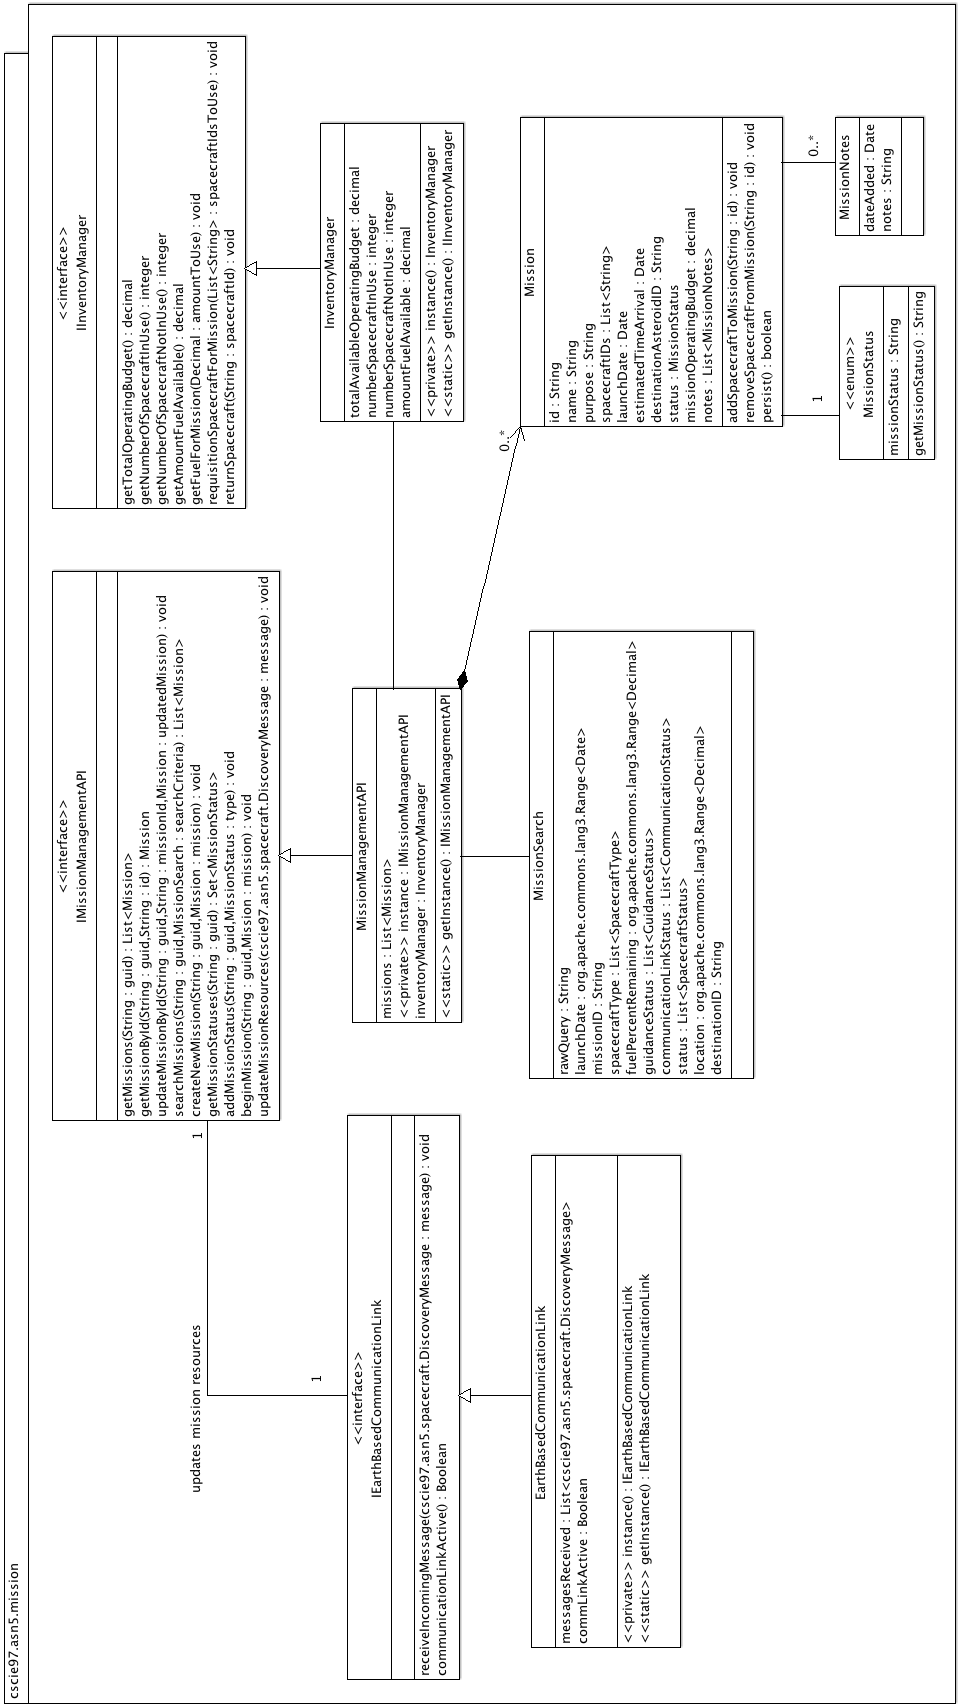 cscie97.asn5.mission
<<interface>>
IMissionManagementAPI
getMissions(String : guid) : List<Mission>
getMissionById(String : guid,String : id) : Mission
updateMissionById(String : guid,String : missionId,Mission : updatedMission) : void
searchMissions(String : guid,MissionSearch : searchCriteria) : List<Mission>
createNewMission(String : guid,Mission : mission) : void
getMissionStatuses(String : guid) : Set<MissionStatus>
addMissionStatus(String : guid,MissionStatus : type) : void
beginMission(String : guid,Mission : mission) : void
updateMissionResources(cscie97.asn5.spacecraft.DiscoveryMessage : message) : void
<<interface>>
IInventoryManager
getTotalOperatingBudget() : decimal
getNumberOfSpacecraftInUse() : integer
getNumberOfSpacecraftNotInUse() : integer
getAmountFuelAvailable() : decimal
getFuelForMission(Decimal : amountToUse) : void
requisitionSpacecraftForMission(List<String> : spacecraftIdsToUse) : void
returnSpacecraft(String : spacecraftId) : void
updates mission resources
1
1
<<interface>>
IEarthBasedCommunicationLink
receiveIncomingMessage(cscie97.asn5.spacecraft.DiscoveryMessage : message) : void
communicationLinkActive() : Boolean
MissionManagementAPI
missions : List<Mission>
<private>> instance : IMissionManagementAPI
inventoryManager : InventoryManager
<<static>> getInstance() : IMissionManagementAPI
InventoryManager
totalAvailableOperatingBudget : decimal
numberSpacecraftInUse : integer
numberSpacecraftNotInUse : integer
amountFuelAvailable : decimal
<<private>> instance() : InventoryManager
<<static>> getInstance() : IInventoryManager
0..*
EarthBasedCommunicationLink
messagesReceived : List<cscie97.asn5.spacecraft.DiscoveryMessage>
commLinkActive : Boolean
<<private>> instance() : IEarthBasedCommunicationLink
<<static>> getInstance() : IEarthBasedCommunicationLink
MissionSearch
rawQuery : String
launchDate : org.apache.commons.lang3.Range<Date>
missionID : String
spacecraftType : List<SpacecraftType>
fuelPercentRemaining : org.apache.commons.lang3.Range<Decimal>
guidanceStatus : List<GuidanceStatus>
communicationLinkStatus : List<CommunicationStatus>
status : List<SpacecraftStatus>
location : org.apache.commons.lang3.Range<Decimal>
destinationID : String
Mission
id : String
name : String
purpose : String
spacecraftIDs : List<String>
launchDate : Date
estimatedTimeArrival : Date
destinationAsteroidID : String
status : MissionStatus
missionOperatingBudget : decimal
notes : List<MissionNotes>
addSpacecraftToMission(String : id) : void
removeSpacecraftFromMission(String : id) : void
persist() : boolean
1
0..*
<<enum>>
MissionStatus
missionStatus : String
getMissionStatus() : String
MissionNotes
dateAdded : Date
notes : String